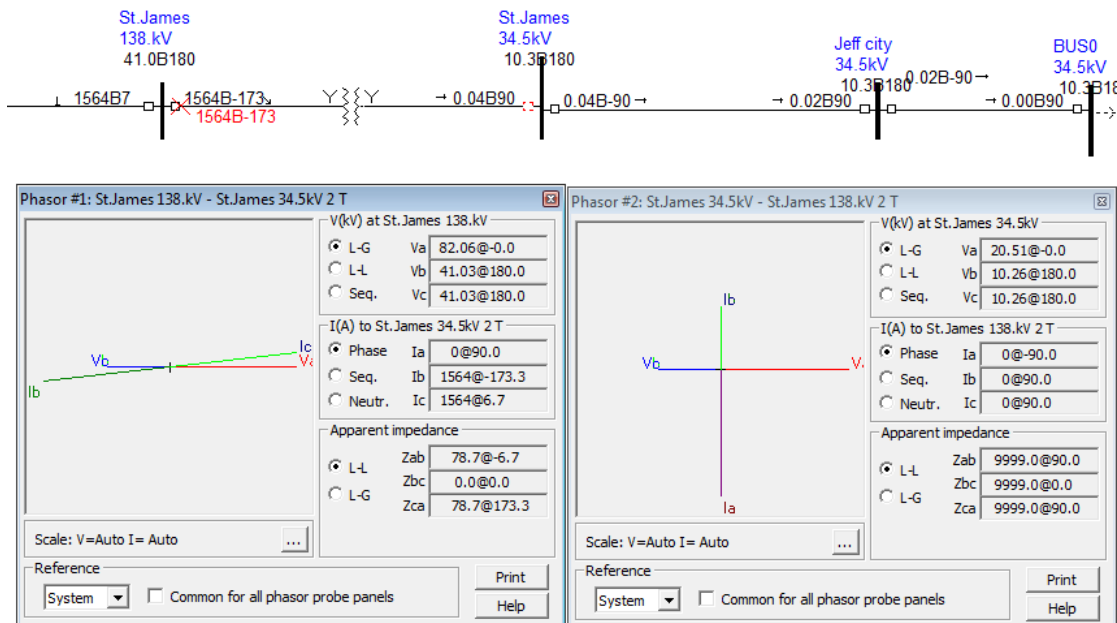 St.James
138.kV
41.0B180
St.James
34.5kV
10.3B180
Jeff city
34.5kV
10.3B180
0.02B-90
BUS0
34.5kV
10.3B18
1564B7
1564B-173
1564B-173
Y
Y
0.04B90
0.04B-90
0.02B90
0.00B90
Phasor #1: St.James 138.kV - St.James 34.5kV 2 T
V(kV) at St.James 138.kV
L-G Va 82.06@-0.0
L-L Vb 41.03@180.0
Seq. Vc 41.03@180.0
I(A) to St.James 34.5kV 2 T
Phase Ia 0@90.0
Seq. Ib 1564@-173.3
Neutr. Ic 1564@6.7
Apparent impedance
L-L Zab 78.7@-6.7
L-G Zbc 0.0@0.0
Zca 78.7@173.3
Vb
Ic
Va
Ib
Scale: V=Auto I= Auto
...
Reference
System
Common for all phasor probe panels
Print
Help
Phasor #2: St.James 34.5kV - St.James 138.kV 2 T
V(kV) at St.James 34.5kV
L-G Va 20.51@-0.0
L-L Vb 10.26@180.0
Seq. Vc 10.26@180.0
I(A) to St.James 138.kV 2 T
Phase Ia 0@-90.0
Seq. Ib 0@90.0
Neutr. Ic 0@90.0
Apparent impedance
L-L Zab 9999.0@90.0
L-G Zbc 9999.0@0.0
Zca 9999.0@90.0
Ib
Vb
V
Ia
Scale: V=Auto I= Auto
...
Reference
System
Common for all phasor probe panels
Print
Help